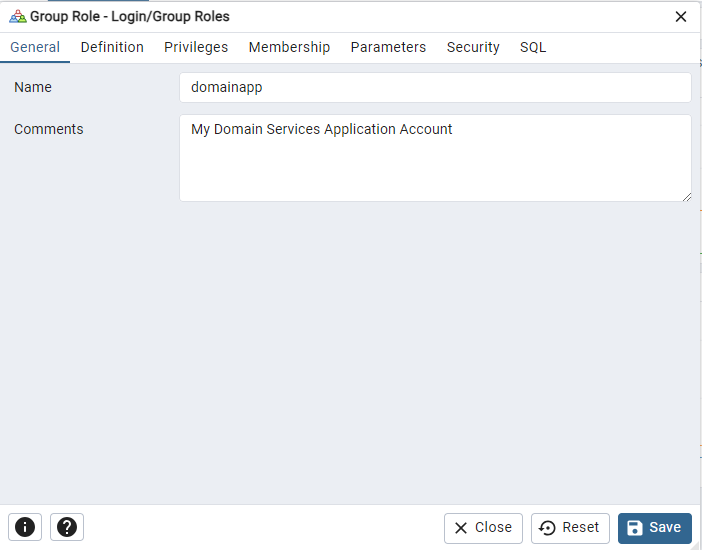 Group Role - Login/Group Roles
General Definition Privileges Membership Parameters Security SQL
Name domainapp
Comments My Domain Services Application Account
Close Reset Save